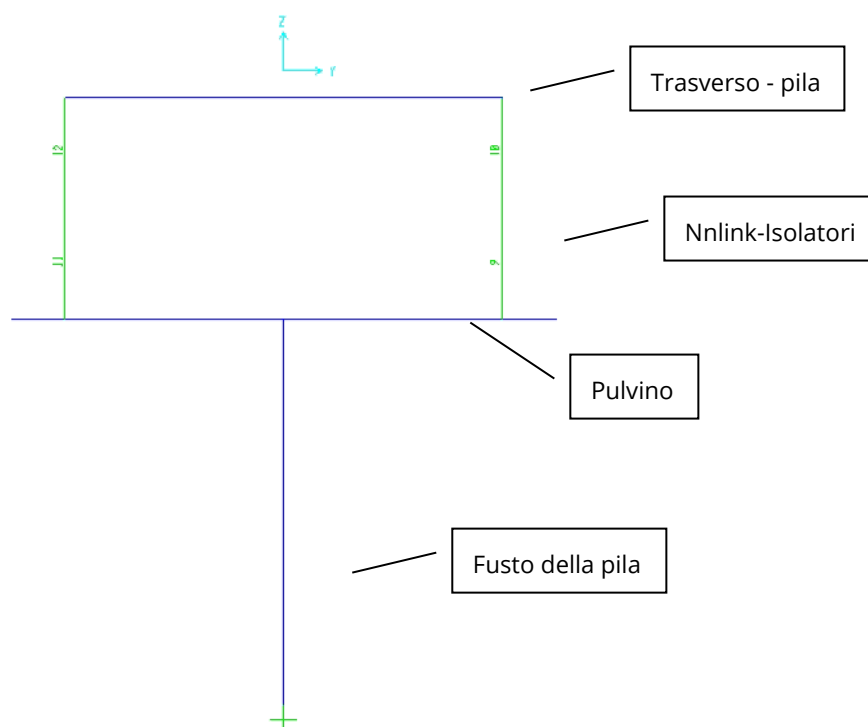 Z
Y
Trasverso - pila
12
10
Nnlink-Isolatori
11
9
Pulvino
Fusto della pila